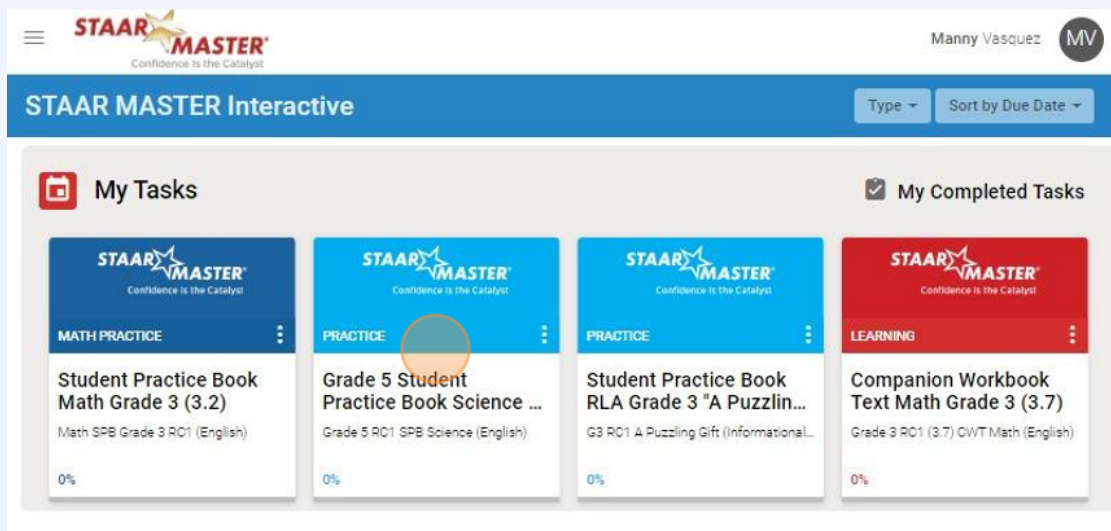 STAAR MASTER®
Confidence Is the Catalyst
Manny Vasquez
MV
STAAR MASTER Interactive
Type
Sort by Due Date
My Tasks
My Completed Tasks
STAAR MASTER®
Confidence Is the Catalyst
MATH PRACTICE
Student Practice Book
Math Grade 3 (3.2)
Math SPB Grade 3 RC1 (English)
0%
STAAR MASTER®
Confidence Is the Catalyst
PRACTICE
Grade 5 Student
Practice Book Science ...
Grade 5 RC1 SPB Science (English)
0%
STAAR MASTER®
Confidence Is the Catalyst
PRACTICE
Student Practice Book
RLA Grade 3 "A Puzzlin...
G3 RC1 A Puzzling Gift (Informational...
0%
STAAR MASTER®
Confidence Is the Catalyst
LEARNING
Companion Workbook
Text Math Grade 3 (3.7)
Grade 3 RC1 (3.7) CWT Math (English)
0%